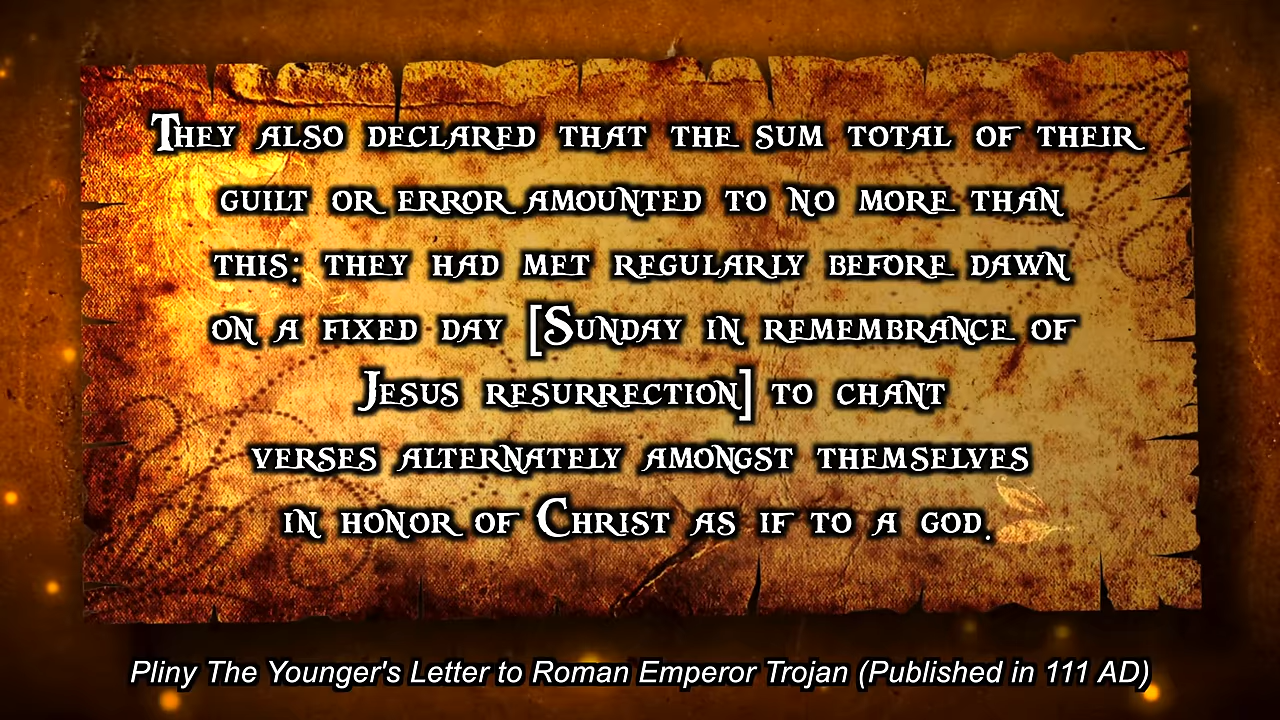 They also declared that the sum total of their
guilt or error amounted to no more than
this: they had met regularly before dawn
on a fixed day [Sunday in remembrance of
Jesus resurrection] to chant
verses alternately amongst themselves
in honor of Christ as if to a god.
Pliny The Younger's Letter to Roman Emperor Trojan (Published in 111 AD)